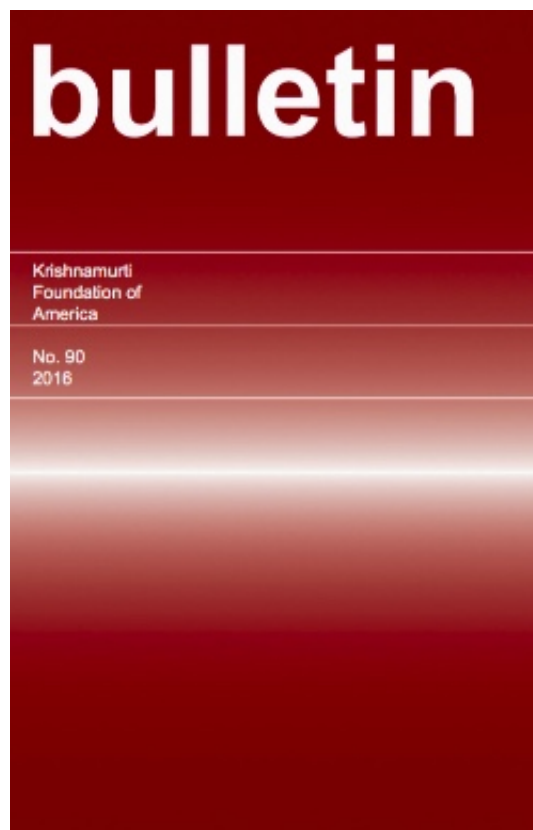 bulletin
Krishnamurti
Foundation of
America
No. 90
2016